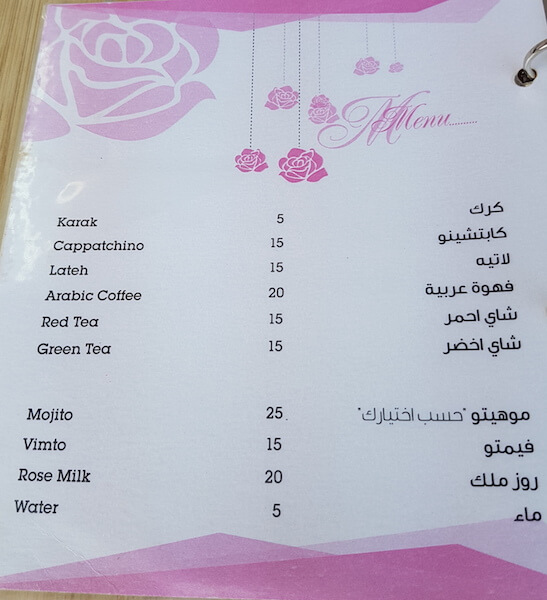 Menu..........
Karak 5 كرك
Cappatchino 15 كابتشينو
Lateh 15 لاتيه
Arabic Coffee 20 قهوة عربية
Red Tea 15 شاي احمر
Green Tea 15 شاي اخضر
Mojito 25 موهيتو "حسب اختيارك"
Vimto 15 فيمتو
Rose Milk 20 روز ملك
Water 5 ماء